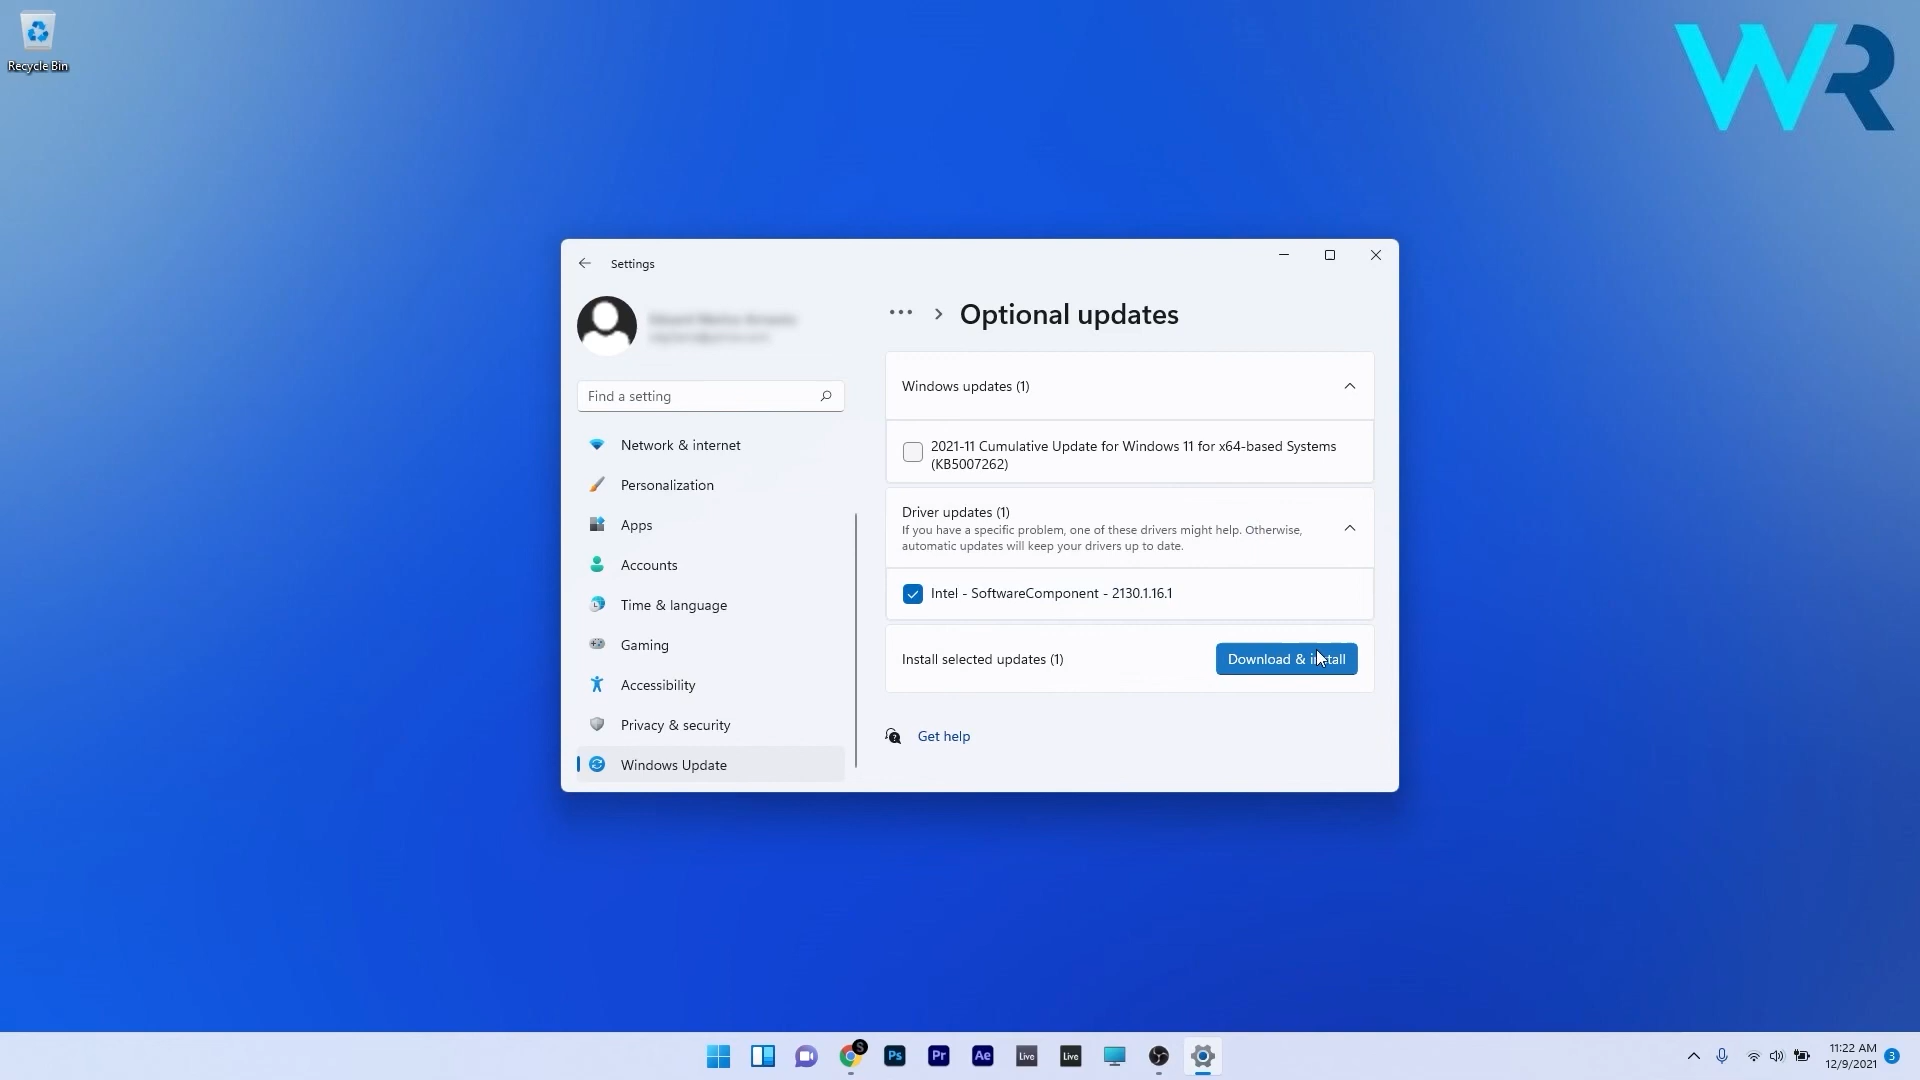 Recycle Bin
WR
Settings
Find a setting
Network & internet
Personalization
Apps
Accounts
Time & language
Gaming
Accessibility
Privacy & security
Windows Update
Optional updates
Windows updates (1)
2021-11 Cumulative Update for Windows 11 for x64-based Systems
(KB5007262)
Driver updates (1)
If you have a specific problem, one of these drivers might help. Otherwise,
automatic updates will keep your drivers up to date.
Intel - SoftwareComponent - 2130.1.16.1
Install selected updates (1)
Download & install
Get help
S
Ps
Pr
Ae
Live
Live
11:22 AM
12/9/2021
3